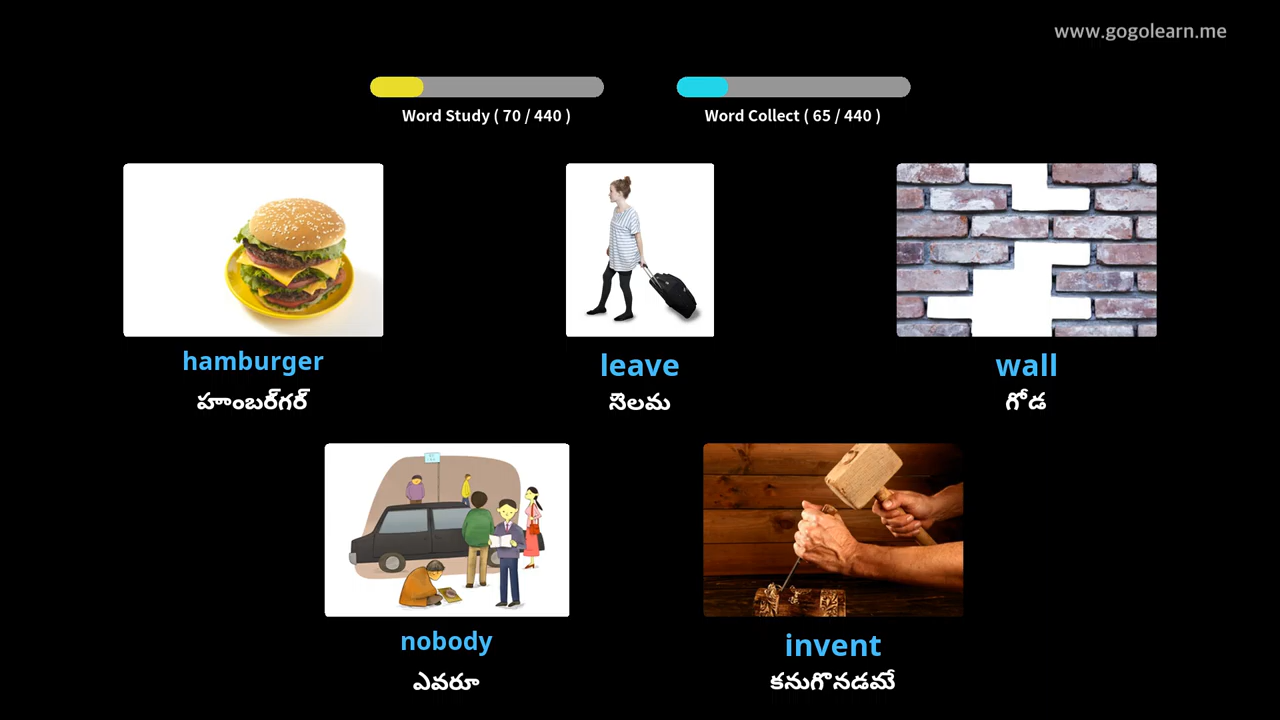 www.gogolearn.me
Word Study ( 70 / 440 )
Word Collect ( 65 / 440 )
hamburger
హాంబర్‌గర్
leave
సెలమ
wall
గోడ
nobody
ఎవరూ
invent
కనుగొనడమే